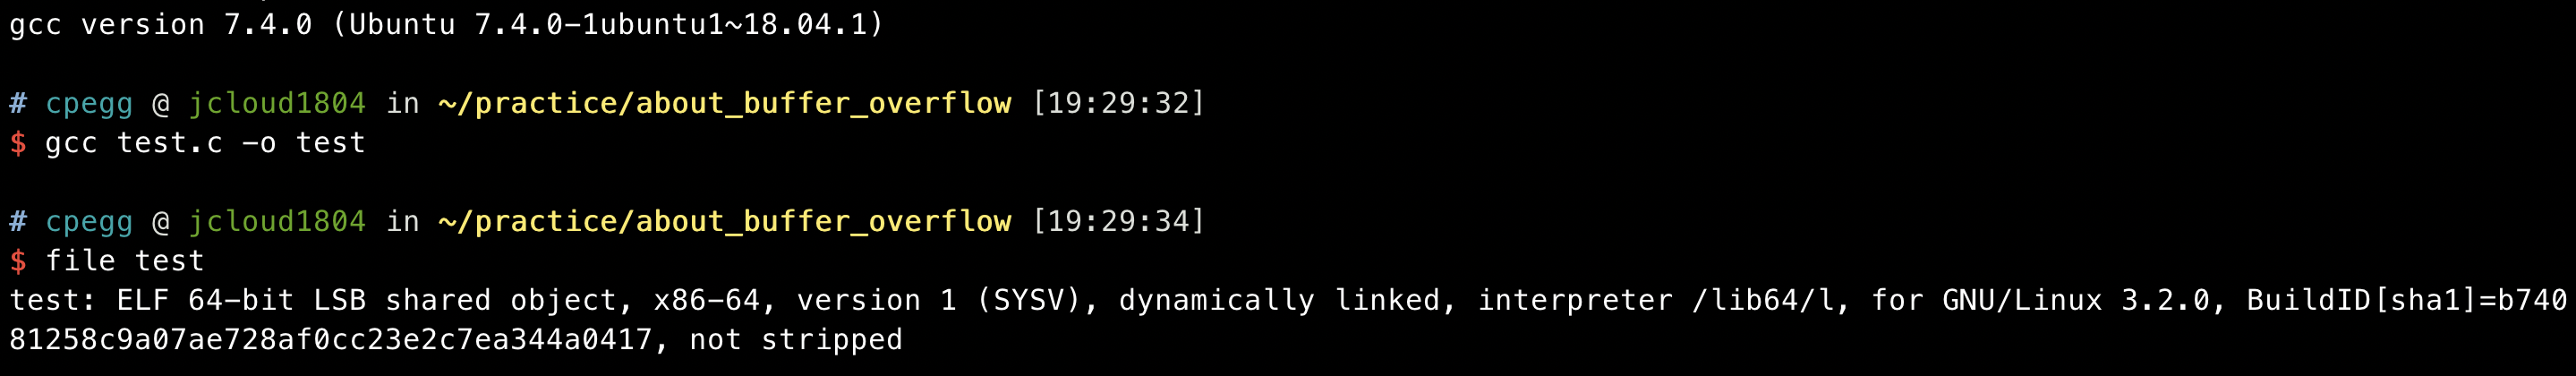 gcc version 7.4.0 (Ubuntu 7.4.0-1ubuntu1~18.04.1)
# cpegg @ jcloud1804 in ~/practice/about_buffer_overflow [19:29:32]
$ gcc test.c -o test
# cpegg @ jcloud1804 in ~/practice/about_buffer_overflow [19:29:34]
$ file test
test: ELF 64-bit LSB shared object, x86-64, version 1 (SYSV), dynamically linked, interpreter /lib64/l, for GNU/Linux 3.2.0, BuildID[sha1]=b740
81258c9a07ae728af0cc23e2c7ea344a0417, not stripped